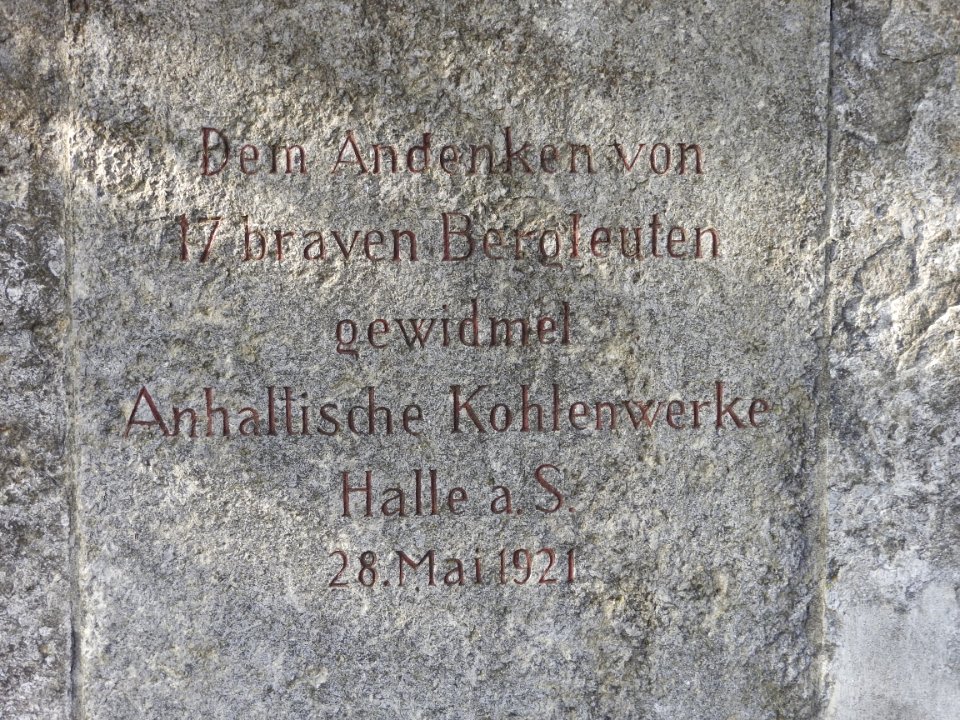 Dem Andenken von
17 braven Bergleuten
gewidmet
Anhaltische Kohlenwerke
Halle a. S.
28. Mai 1921